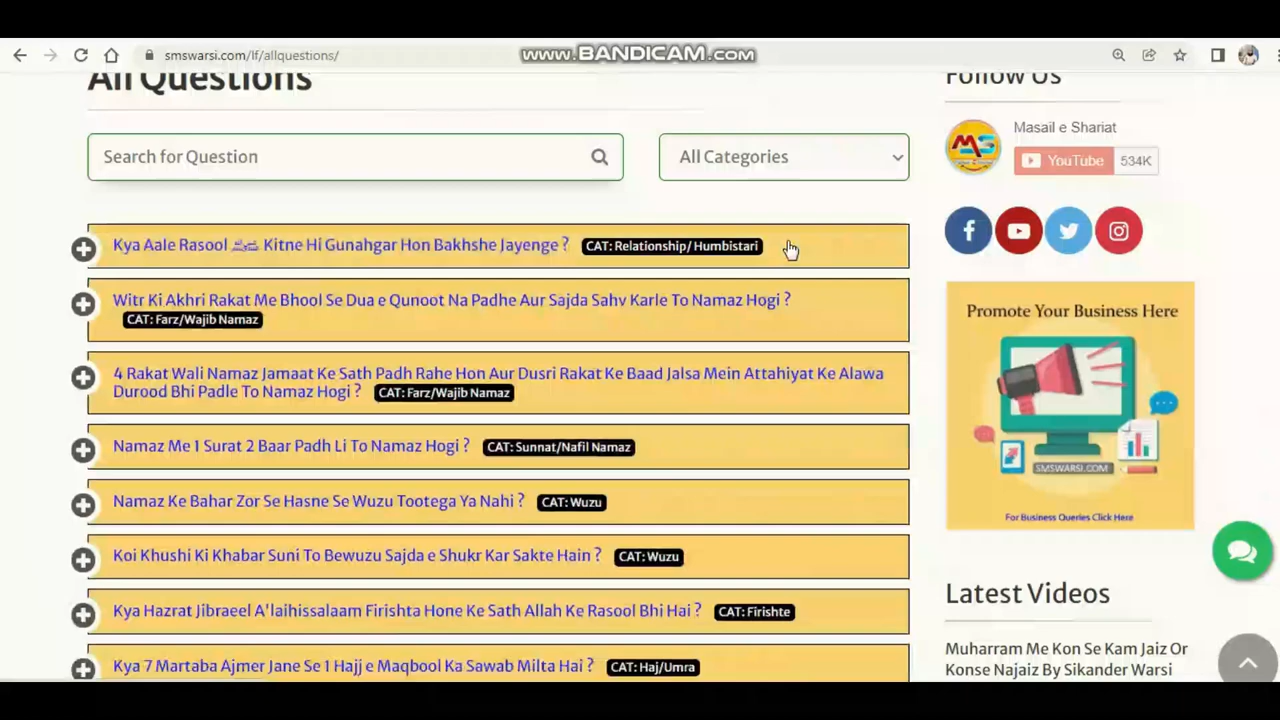 WWW.BANDICAM.COM
smswarsi.com/lf/allquestions/
All Questions
Search for Question
All Categories
Kya Aale Rasool ﷺ Kitne Hi Gunahgar Hon Bakhshe Jayenge ? CAT: Relationship/ Humbistari
Witr Ki Akhri Rakat Me Bhool Se Dua e Qunoot Na Padhe Aur Sajda Sahv Karle To Namaz Hogi ?
CAT: Farz/Wajib Namaz
4 Rakat Wali Namaz Jamaat Ke Sath Padh Rahe Hon Aur Dusri Rakat Ke Baad Jalsa Mein Attahiyat Ke Alawa
Durood Bhi Padle To Namaz Hogi ? CAT: Farz/Wajib Namaz
Namaz Me 1 Surat 2 Baar Padh Li To Namaz Hogi ? CAT: Sunnat/Nafil Namaz
Namaz Ke Bahar Zor Se Hasne Se Wuzu Tootega Ya Nahi ? CAT: Wuzu
Koi Khushi Ki Khabar Suni To Bewuzu Sajda e Shukr Kar Sakte Hain ? CAT: Wuzu
Kya Hazrat Jibraeel A'laihissalaam Firishta Hone Ke Sath Allah Ke Rasool Bhi Hai ? CAT: Firishte
Kya 7 Martaba Ajmer Jane Se 1 Hajj e Maqbool Ka Sawab Milta Hai ? CAT: Haj/Umra
Follow Us
Masail e Shariat
YouTube 534K
Promote Your Business Here
SMSWARSI.COM
For Business Queries Click Here
Latest Videos
Muharram Me Kon Se Kam Jaiz Or
Konse Najaiz By Sikander Warsi